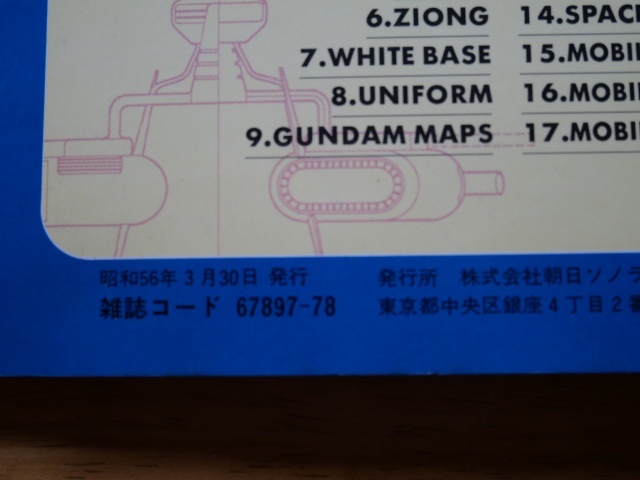 6.ZIONG
7.WHITE BASE
8.UNIFORM
9.GUNDAM MAPS
14.SPAC
15.MOBI
16.MOBI
17.MOBI
昭和56年3月30日 発行
雑誌コード 67897-78
発行所 株式会社朝日ソノラ
東京都中央区銀座4丁目2番